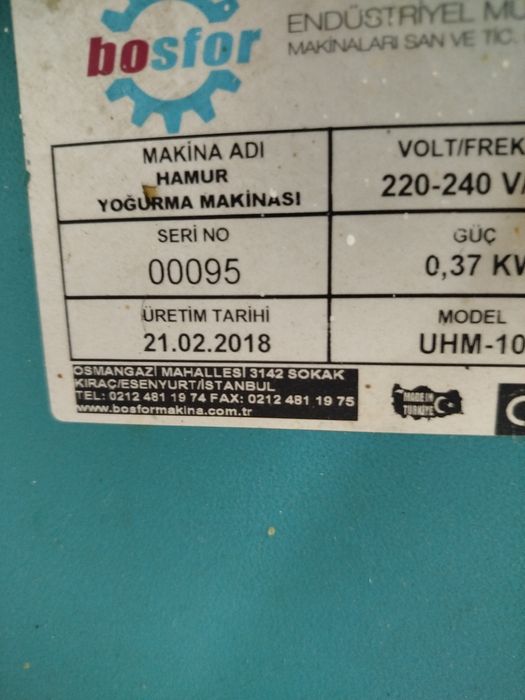 bosfor
ENDÜSTRİYEL MU
MAKİNALARI SAN VE TİC.
MAKİNA ADI
HAMUR
YOĞURMA MAKİNASI
VOLT/FREK
220-240 V/
SERİ NO
00095
GÜÇ
0,37 KW
ÜRETİM TARİHİ
21.02.2018
MODEL
UHM-10
OSMANGAZİ MAHALLESİ 3142 SOKAK
KIRAÇ/ESENYURT/İSTANBUL
TEL: 0212 481 19 74 FAX: 0212 481 19 75
www.bosformakina.com.tr
MADE IN
TÜRKİYE